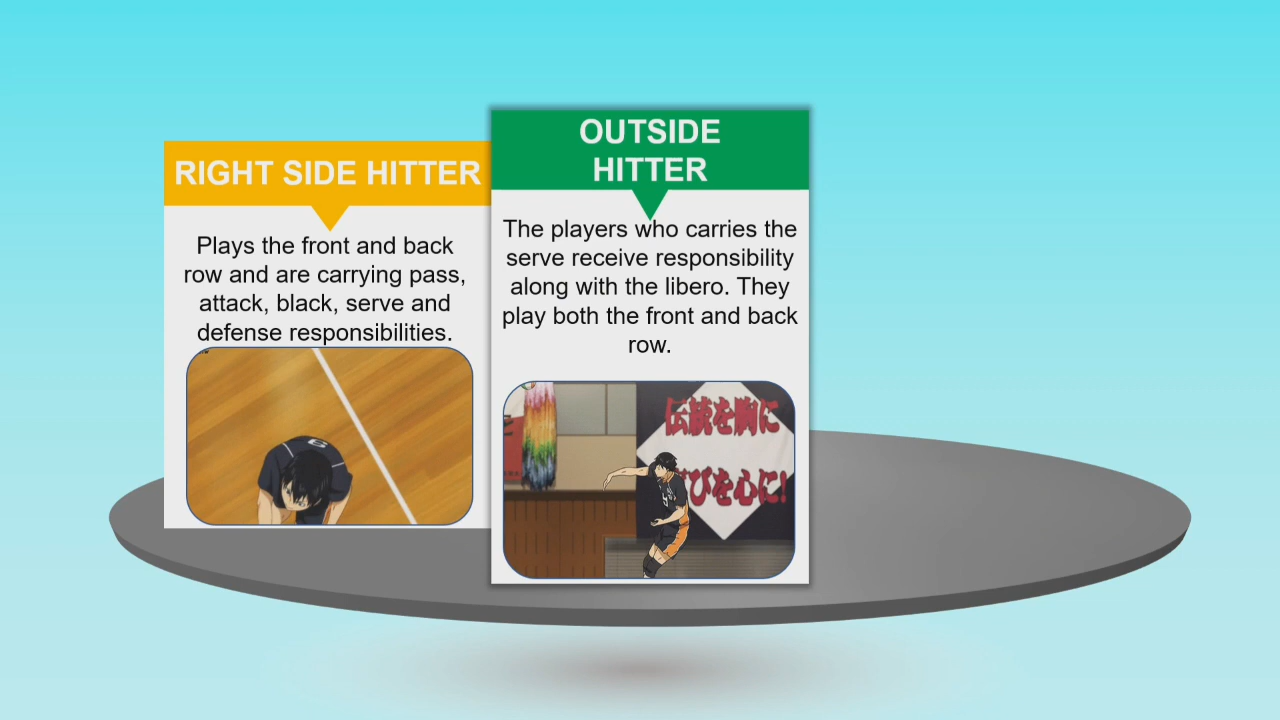 RIGHT SIDE HITTER
Plays the front and back
row and are carrying pass,
attack, black, serve and
defense responsibilities.
OUTSIDE
HITTER
The players who carries the
serve receive responsibility
along with the libero. They
play both the front and back
row.
伝統を胸に
びを心に!